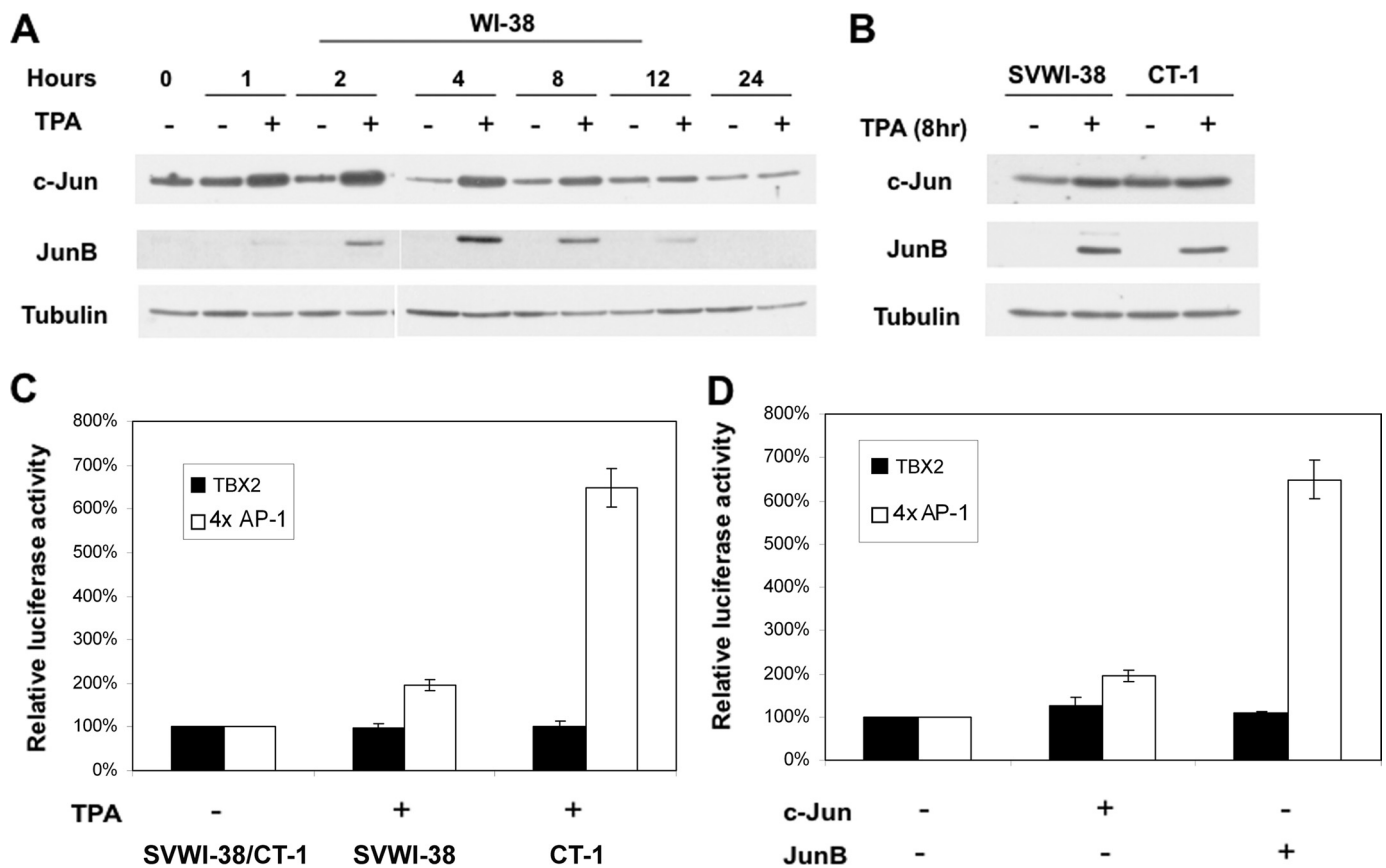 A
WI-38
Hours 0 1 2 4 8 12 24
TPA - - + - + - + - + - + - +
c-Jun
JunB
Tubulin
B
SVWI-38 CT-1
TPA (8hr) - + - +
c-Jun
JunB
Tubulin
C
Relative luciferase activity
800%
700%
600%
500%
400%
300%
200%
100%
0%
TBX2
4x AP-1
TPA - + +
SVWI-38/CT-1 SVWI-38 CT-1
D
Relative luciferase activity
800%
700%
600%
500%
400%
300%
200%
100%
0%
TBX2
4x AP-1
c-Jun - + -
JunB - - +